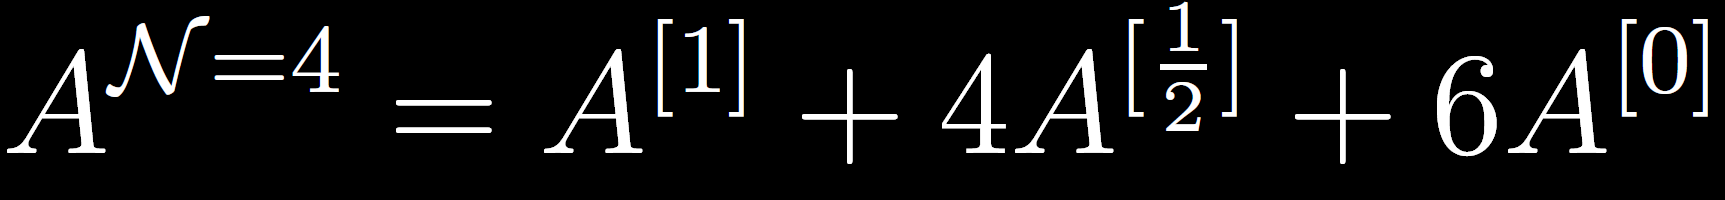 $A^{\mathcal{N}=4} = A^{[1]} + 4A^{[\frac{1}{2}]} + 6A^{[0]}$